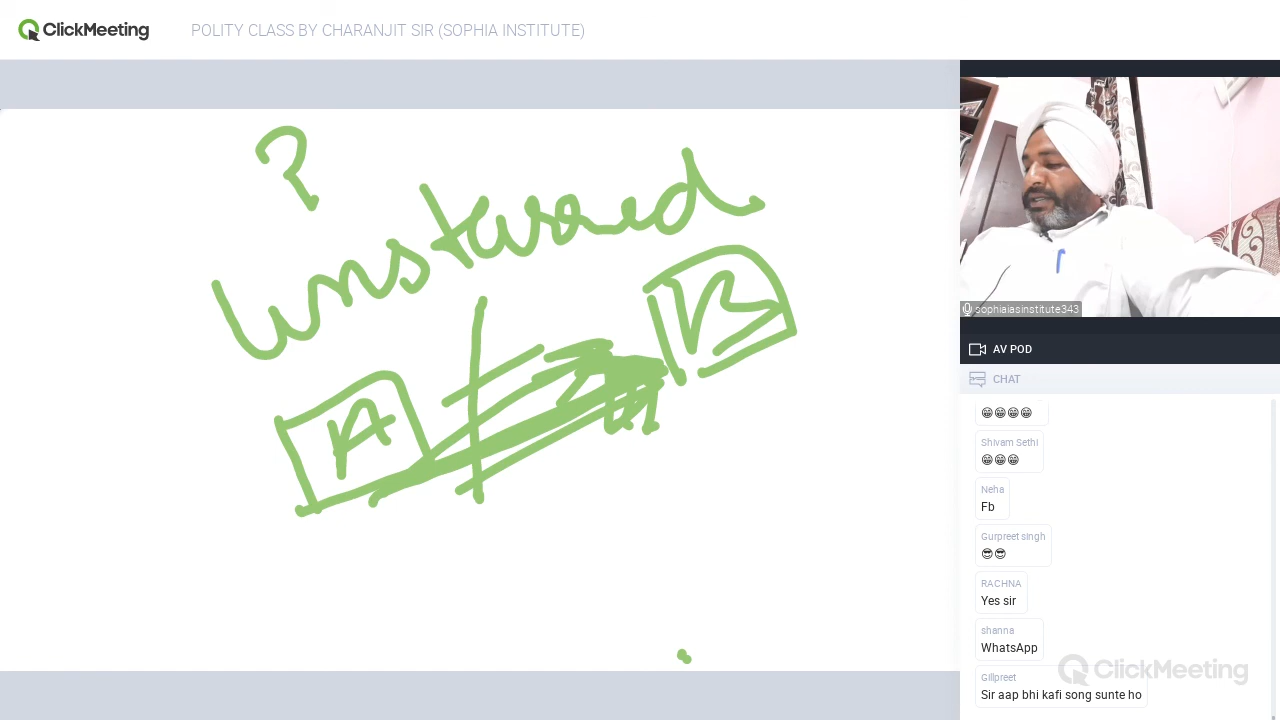 ClickMeeting
POLITY CLASS BY CHARANJIT SIR (SOPHIA INSTITUTE)
?
A
B
sophiaiasinstitute343
AV POD
CHAT
😁😁😁😁
Shivam Sethi
😁😁😁
Neha
Fb
Gurpreet singh
😎😎
RACHNA
Yes sir
shanna
WhatsApp
Gillpreet
Sir aap bhi kafi song sunte ho
ClickMeeting